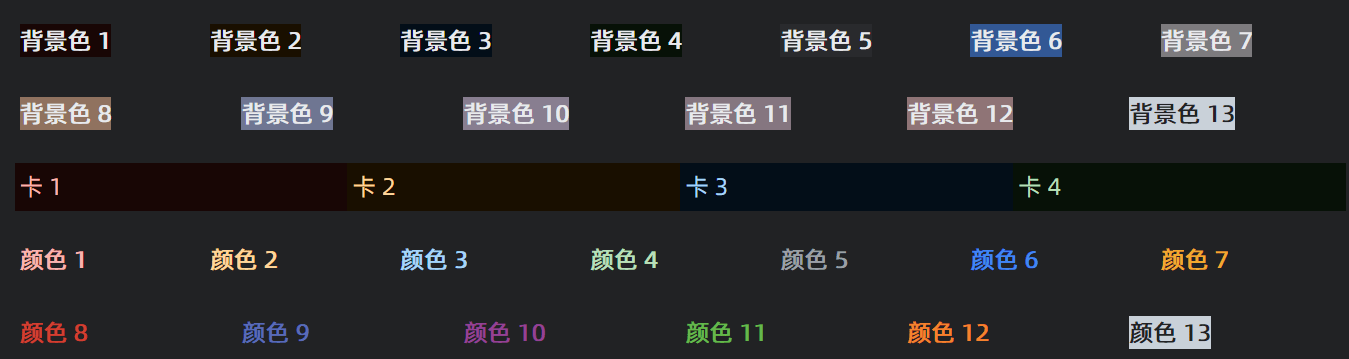 背景色 1 背景色 2 背景色 3 背景色 4 背景色 5 背景色 6 背景色 7
背景色 8 背景色 9 背景色 10 背景色 11 背景色 12 背景色 13
卡 1 卡 2 卡 3 卡 4
颜色 1 颜色 2 颜色 3 颜色 4 颜色 5 颜色 6 颜色 7
颜色 8 颜色 9 颜色 10 颜色 11 颜色 12 颜色 13